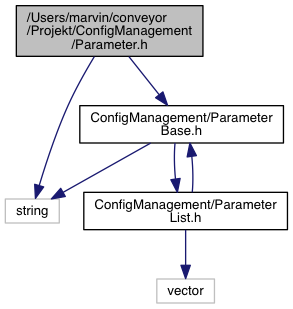 /Users/marvin/conveyor
/Projekt/ConfigManagement
/Parameter.h
ConfigManagement/Parameter
Base.h
string
ConfigManagement/Parameter
List.h
vector